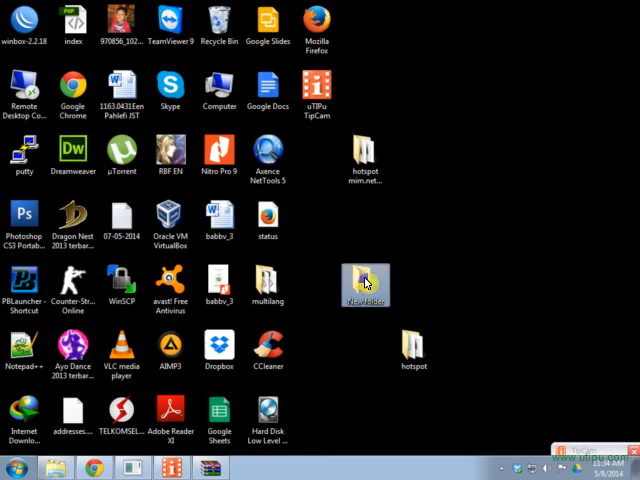 winbox-2.2.18
index
970856_102...
TeamViewer 9
Recycle Bin
Google Slides
Mozilla
Firefox
Remote
Desktop Co...
Google
Chrome
1163.0431Een
Pahlefi JST
Skype
Computer
Google Docs
uTIPu
TipCam
putty
Dreamweaver
µTorrent
RBF EN
Nitro Pro 9
Axence
NetTools 5
hotspot
mim.net...
Photoshop
CS3 Portab...
Dragon Nest
2013 terbar...
07-05-2014
Oracle VM
VirtualBox
babbv_3
status
PBLauncher -
Shortcut
Counter-Str...
Online
WinSCP
avast! Free
Antivirus
babbv_3
multilang
New folder
Notepad++
Ayo Dance
2013 terbar...
VLC media
player
AIMP3
Dropbox
CCleaner
hotspot
Internet
Downlo...
addresses....
TELKOMSEL...
Adobe Reader
XI
Google
Sheets
Hard Disk
Low Level ...
TipCam
www.utipu.com
11:34 AM
5/8/2014